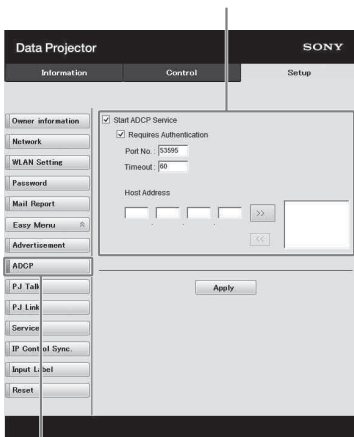 Data Projector
SONY
Information
Control
Setup
Owner information
Network
WLAN Setting
Password
Mail Report
Easy Menu
Advertisement
ADCP
PJ Talk
PJ Link
Service
IP Control Sync.
Input Label
Reset
Start ADCP Service
Requires Authentication
Port No. : 53595
Timeout : 60
Host Address
. . .
>>
<<
Apply